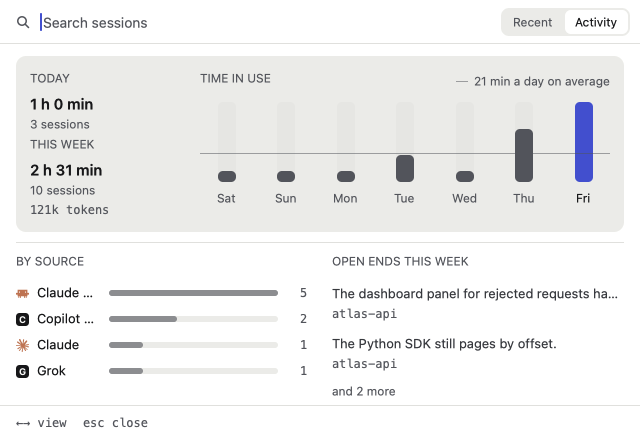 Search sessions
Recent
Activity
TODAY
1 h 0 min
3 sessions
THIS WEEK
2 h 31 min
10 sessions
121k tokens
TIME IN USE
21 min a day on average
Sat
Sun
Mon
Tue
Wed
Thu
Fri
BY SOURCE
Claude ... 5
C Copilot ... 2
Claude 1
G Grok 1
OPEN ENDS THIS WEEK
The dashboard panel for rejected requests ha...
atlas-api
The Python SDK still pages by offset.
atlas-api
and 2 more
←→ view esc close